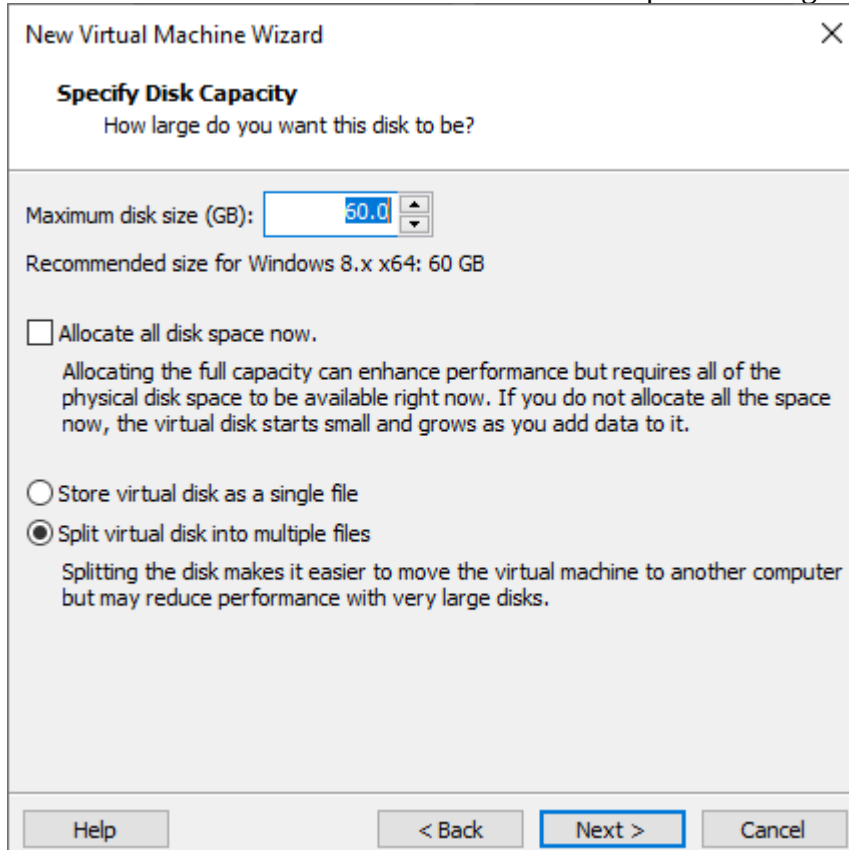 New Virtual Machine Wizard
Specify Disk Capacity
How large do you want this disk to be?
Maximum disk size (GB): 60.0
Recommended size for Windows 8.x x64: 60 GB
Allocate all disk space now.
Allocating the full capacity can enhance performance but requires all of the
physical disk space to be available right now. If you do not allocate all the space
now, the virtual disk starts small and grows as you add data to it.
Store virtual disk as a single file
Split virtual disk into multiple files
Splitting the disk makes it easier to move the virtual machine to another computer
but may reduce performance with very large disks.
Help < Back Next > Cancel